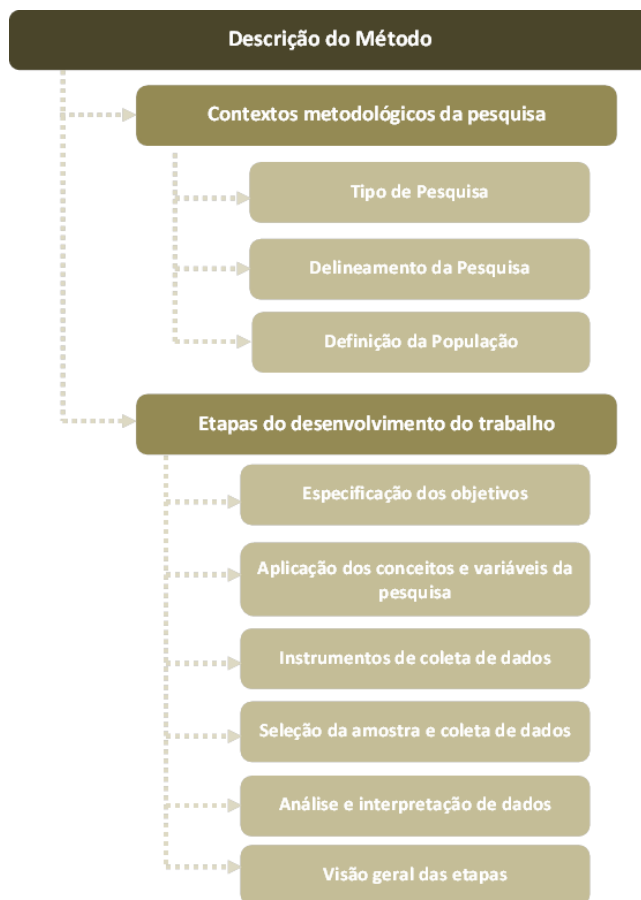 Descrição do Método
Contextos metodológicos da pesquisa
Tipo de Pesquisa
Delineamento da Pesquisa
Definição da População
Etapas do desenvolvimento do trabalho
Especificação dos objetivos
Aplicação dos conceitos e variáveis da
pesquisa
Instrumentos de coleta de dados
Seleção da amostra e coleta de dados
Análise e interpretação de dados
Visão geral das etapas